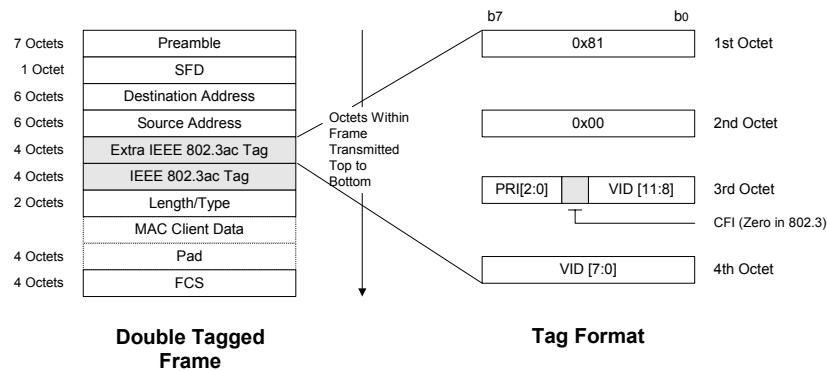 7 Octets Preamble
1 Octet SFD
6 Octets Destination Address
6 Octets Source Address
4 Octets Extra IEEE 802.3ac Tag
4 Octets IEEE 802.3ac Tag
2 Octets Length/Type
MAC Client Data
4 Octets Pad
4 Octets FCS
Double Tagged
Frame
Octets Within
Frame
Transmitted
Top to
Bottom
b7 b0
0x81 1st Octet
0x00 2nd Octet
PRI[2:0] VID [11:8] 3rd Octet
CFI (Zero in 802.3)
VID [7:0] 4th Octet
Tag Format